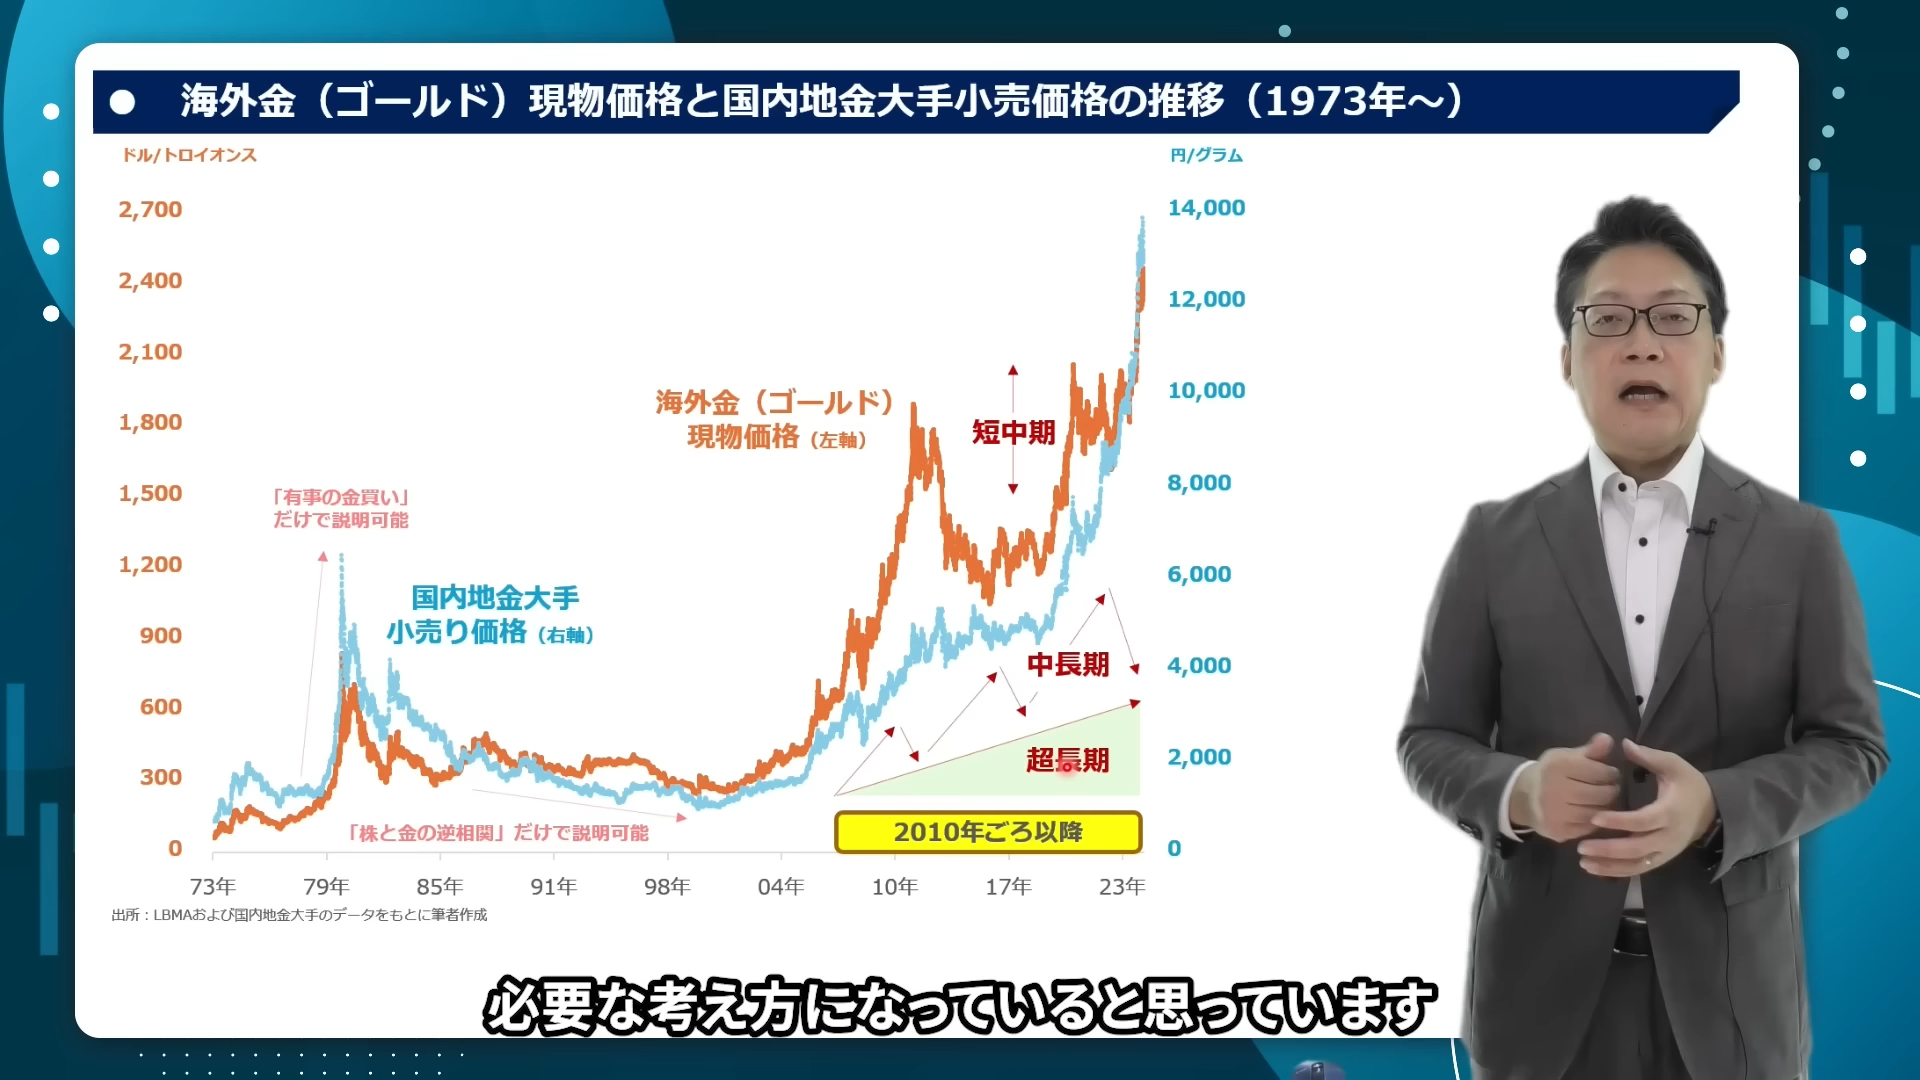 海外金（ゴールド）現物価格と国内地金大手小売価格の推移（1973年～）
ドル/トロイオンス
円/グラム
2,700
2,400
2,100
1,800
1,500
1,200
900
600
300
0
14,000
12,000
10,000
8,000
6,000
4,000
2,000
0
海外金（ゴールド）
現物価格（左軸）
短中期
「有事の金買い」
だけで説明可能
国内地金大手
小売り価格（右軸）
中長期
超長期
「株と金の逆相関」だけで説明可能
2010年ごろ以降
73年
79年
85年
91年
98年
04年
10年
17年
23年
出所：LBMAおよび国内地金大手のデータをもとに筆者作成
必要な考え方になっていると思っています